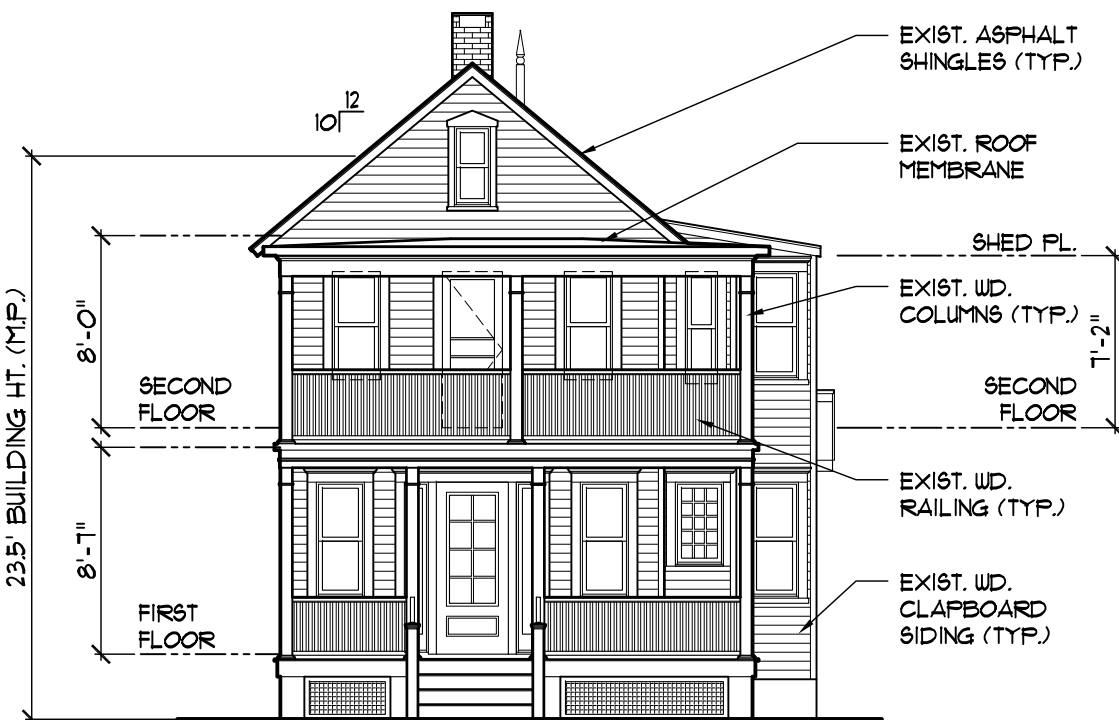 EXIST. ASPHALT
SHINGLES (TYP.)
12
10
EXIST. ROOF
MEMBRANE
SHED PL.
EXIST. WD.
COLUMNS (TYP.)
8'-0"
7'-2"
23.5' BUILDING HT. (M.P.)
SECOND
FLOOR
SECOND
FLOOR
EXIST. WD.
RAILING (TYP.)
8'-7"
EXIST. WD.
CLAPBOARD
SIDING (TYP.)
FIRST
FLOOR